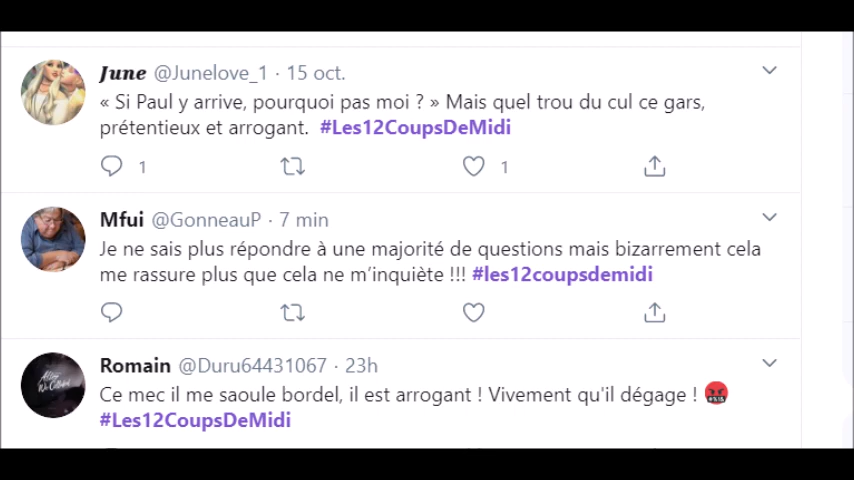 June @Junelove_1 · 15 oct.
« Si Paul y arrive, pourquoi pas moi ? » Mais quel trou du cul ce gars,
prétentieux et arrogant. #Les12CoupsDeMidi
1 1
Mfui @GonneauP · 7 min
Je ne sais plus répondre à une majorité de questions mais bizarrement cela
me rassure plus que cela ne m'inquiète !!! #les12coupsdemidi
Romain @Duru64431067 · 23h
Ce mec il me saoule bordel, il est arrogant ! Vivement qu'il dégage ! 🤬
#Les12CoupsDeMidi